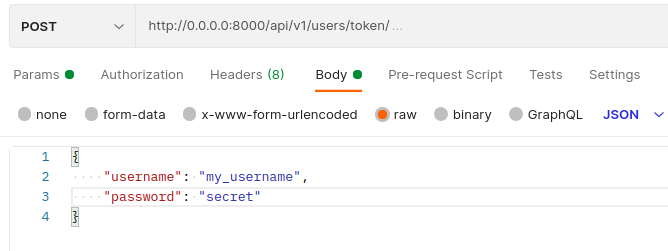 POST http://0.0.0.0:8000/api/v1/users/token/ ...
Params Authorization Headers (8) Body Pre-request Script Tests Settings
none form-data x-www-form-urlencoded raw binary GraphQL JSON
1 {
2 "username": "my_username",
3 "password": "secret"
4 }